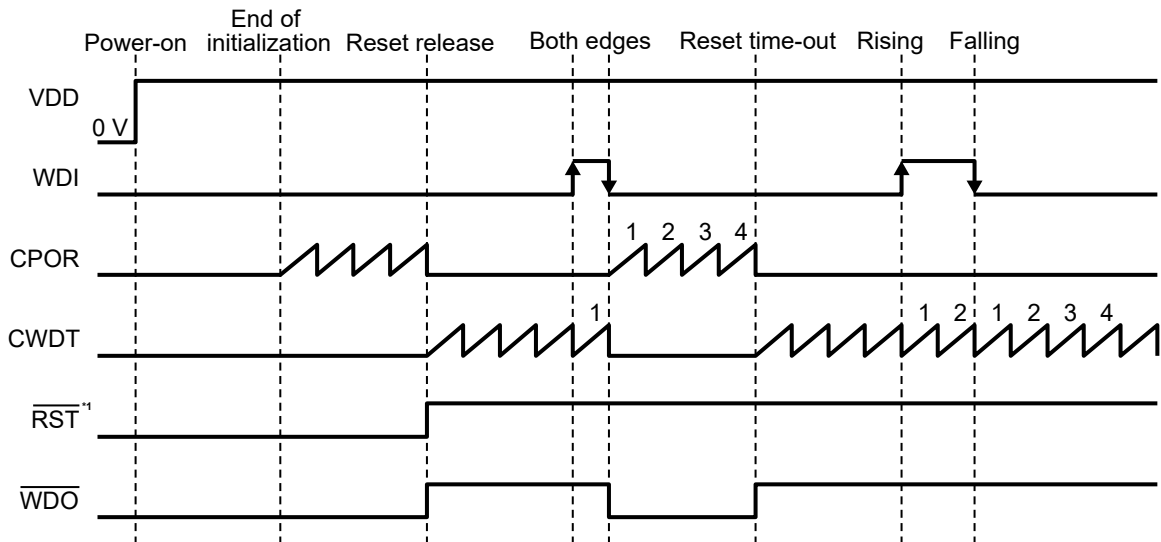 End of
Power-on initialization Reset release Both edges Reset time-out Rising Falling
VDD
0 V
WDI
1 2 3 4
CPOR
1 1 2 1 2 3 4
CWDT
RST *1
WDO